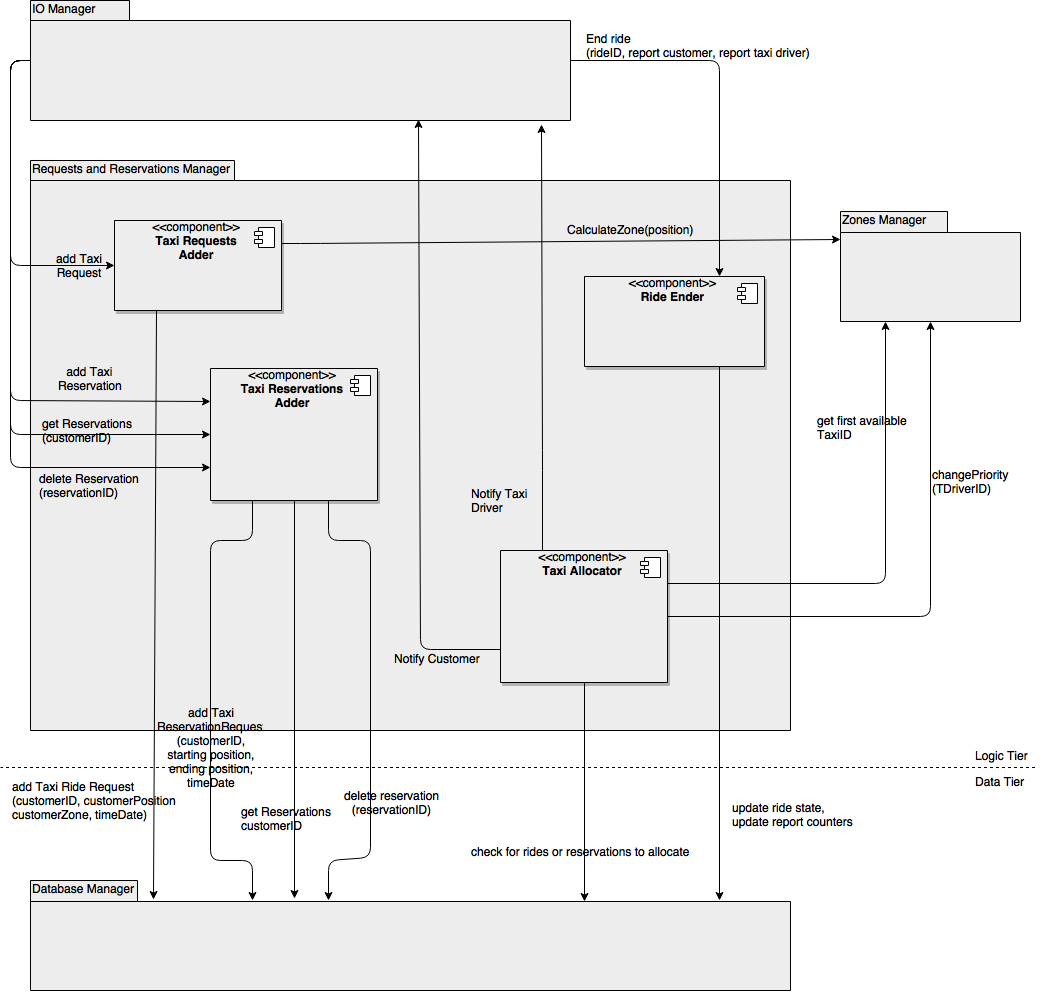 IO Manager
End ride
(rideID, report customer, report taxi driver)
Requests and Reservations Manager
<<component>>
Taxi Requests
Adder
CalculateZone(position)
Zones Manager
add Taxi
Request
<<component>>
Ride Ender
add Taxi
Reservation
<<component>>
Taxi Reservations
Adder
get Reservations
(customerID)
get first available
TaxiID
delete Reservation
(reservationID)
changePriority
(TDriverID)
Notify Taxi
Driver
<<component>>
Taxi Allocator
Notify Customer
add Taxi
ReservationReques
(customerID,
starting position,
ending position,
timeDate
Logic Tier
Data Tier
add Taxi Ride Request
(customerID, customerPosition
customerZone, timeDate)
delete reservation
(reservationID)
get Reservations
customerID
update ride state,
update report counters
check for rides or reservations to allocate
Database Manager